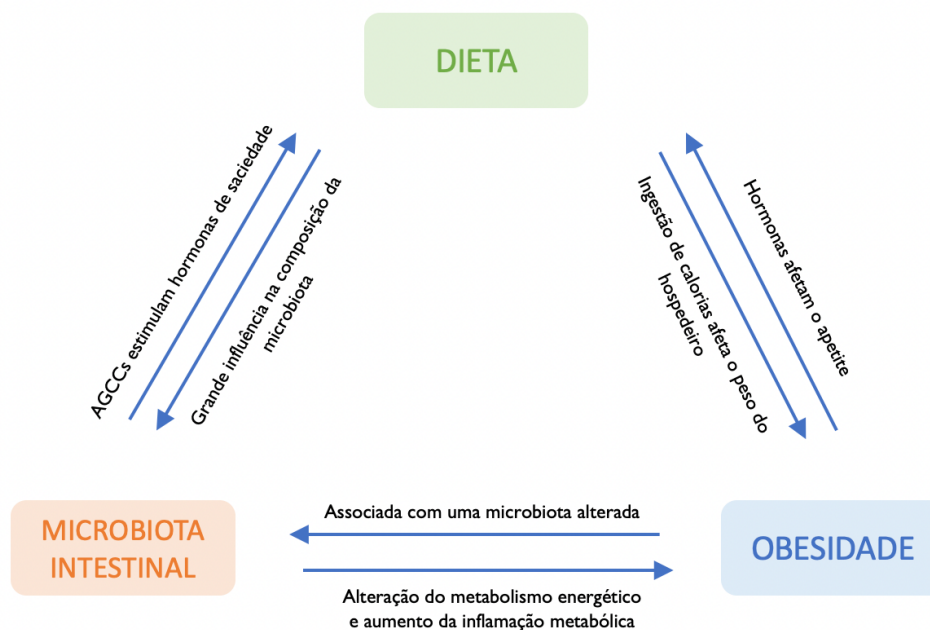 DIETA
AGCCs estimulam hormonas de saciedade
Grande influência na composição da
microbiota
Ingestão de calorias afeta o peso do
hospedeiro
Hormonas afetam o apetite
MICROBIOTA
INTESTINAL
Associada com uma microbiota alterada
Alteração do metabolismo energético
e aumento da inflamação metabólica
OBESIDADE